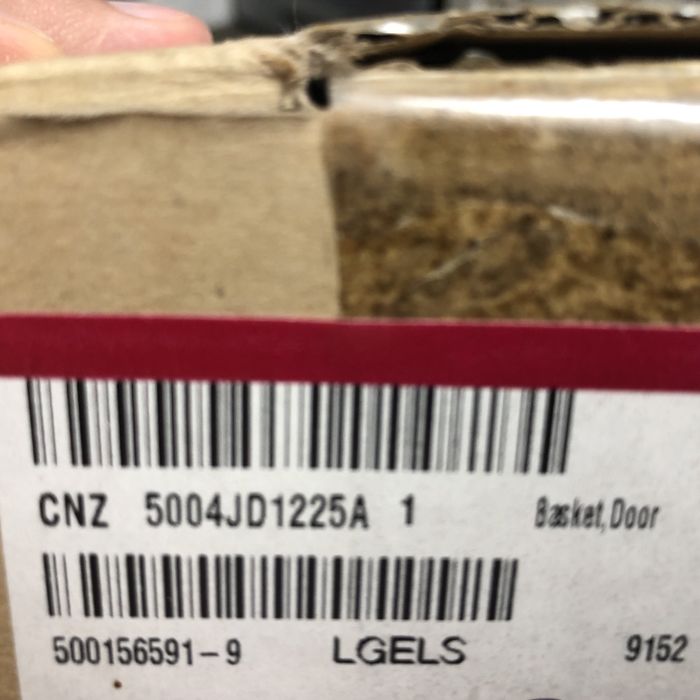 CNZ 5004JD1225A 1 Basket, Door
500156591-9 LGELS 9152